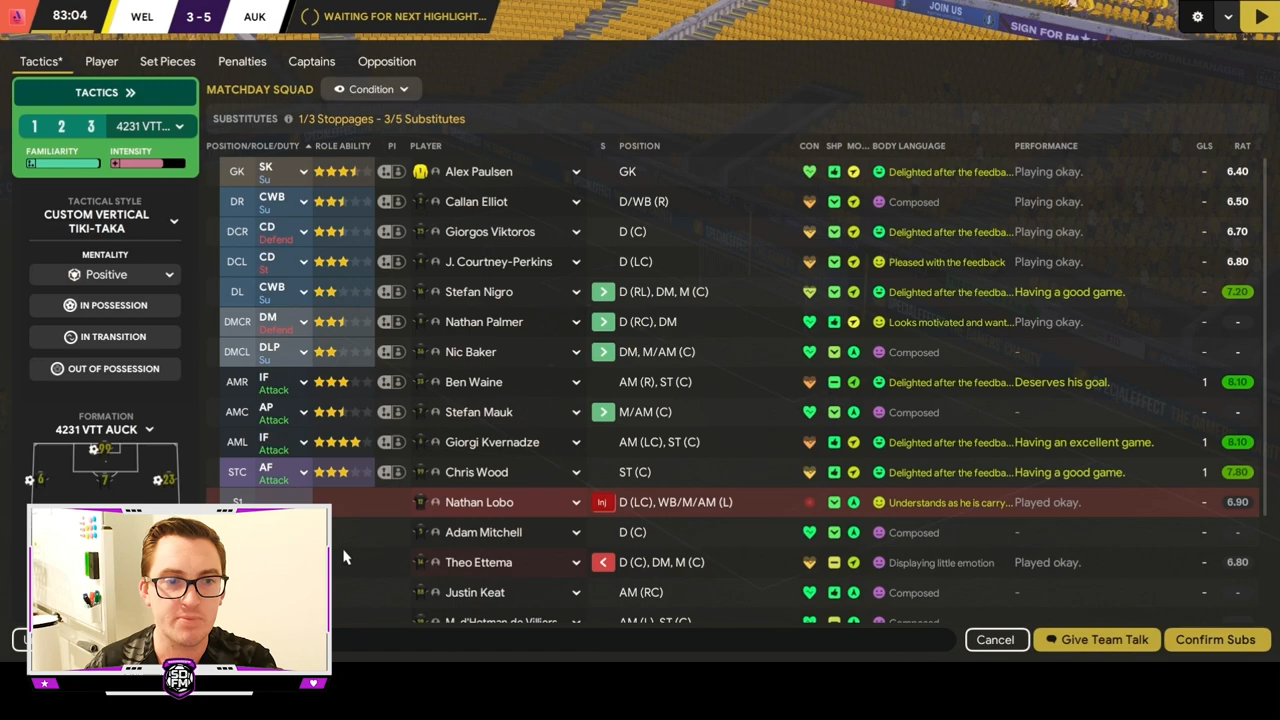 83:04 WEL 3 - 5 AUK WAITING FOR NEXT HIGHLIGHT...
JOIN US
SIGN FOR FM
Tactics* Player Set Pieces Penalties Captains Opposition
TACTICS
1 2 3 4231 VTT...
FAMILIARITY INTENSITY
TACTICAL STYLE
CUSTOM VERTICAL
TIKI-TAKA
MENTALITY
Positive
IN POSSESSION
IN TRANSITION
OUT OF POSSESSION
FORMATION
4231 VTT AUCK
99
6 7 23
MATCHDAY SQUAD Condition
SUBSTITUTES 1/3 Stoppages - 3/5 Substitutes
POSITION/ROLE/DUTY ROLE ABILITY PI PLAYER S POSITION CON SHP MO... BODY LANGUAGE PERFORMANCE GLS RAT
GK SK Su Alex Paulsen GK Delighted after the feedba... Playing okay. - 6.40
DR CWB Su Callan Elliot D/WB (R) Composed Playing okay. - 6.50
DCR CD Defend Giorgos Viktoros D (C) Delighted after the feedba... Playing okay. - 6.70
DCL CD St J. Courtney-Perkins D (LC) Pleased with the feedback Playing okay. - 6.80
DL CWB Su Stefan Nigro D (RL), DM, M (C) Delighted after the feedba... Having a good game. - 7.20
DMCR DM Defend Nathan Palmer D (RC), DM Looks motivated and want... Playing okay. - -
DMCL DLP Su Nic Baker DM, M/AM (C) Composed - - -
AMR IF Attack Ben Waine AM (R), ST (C) Delighted after the feedba... Deserves his goal. 1 8.10
AMC AP Attack Stefan Mauk M/AM (C) Composed - - -
AML IF Attack Giorgi Kvernadze AM (LC), ST (C) Delighted after the feedba... Having an excellent game. 1 8.10
STC AF Attack Chris Wood ST (C) Delighted after the feedba... Having a good game. 1 7.80
S1 Nathan Lobo Inj D (LC), WB/M/AM (L) Understands as he is carry... Played okay. - 6.90
Adam Mitchell D (C) Composed - - -
Theo Ettema D (C), DM, M (C) Displaying little emotion Played okay. - 6.80
Justin Keat AM (RC) Composed - - -
M. d'Hotman de Villiers AM (L), ST (C) Composed
Cancel Give Team Talk Confirm Subs
SDFM